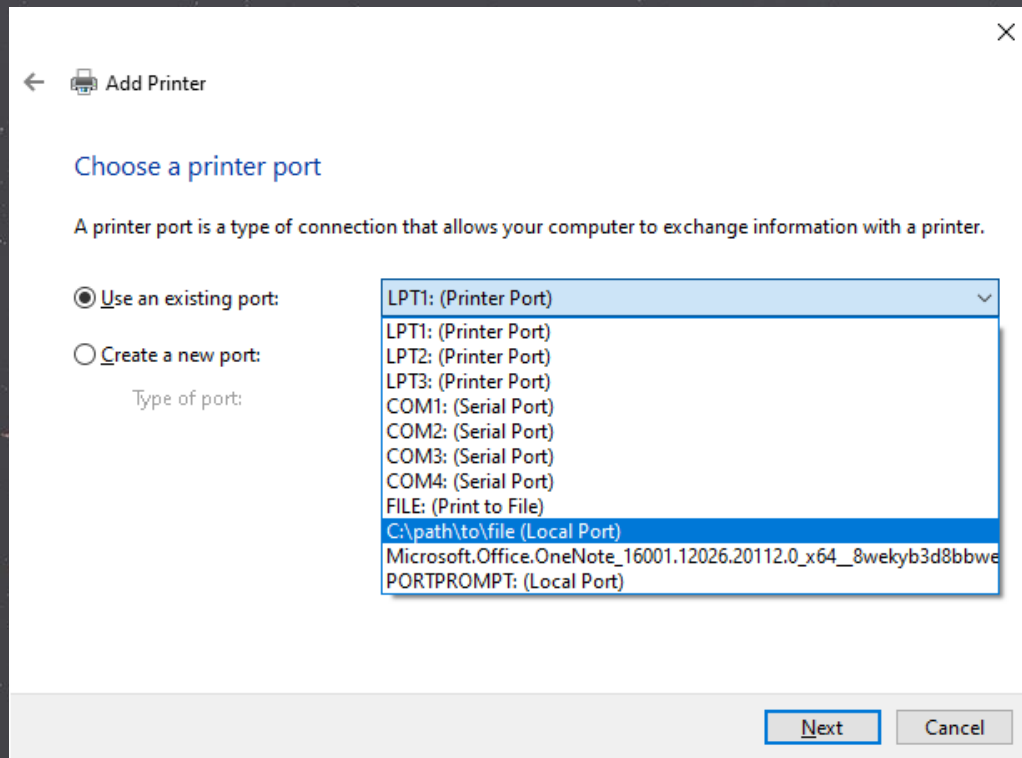 Add Printer
Choose a printer port
A printer port is a type of connection that allows your computer to exchange information with a printer.
Use an existing port:
LPT1: (Printer Port)
LPT1: (Printer Port)
LPT2: (Printer Port)
LPT3: (Printer Port)
COM1: (Serial Port)
COM2: (Serial Port)
COM3: (Serial Port)
COM4: (Serial Port)
FILE: (Print to File)
C:\path\to\file (Local Port)
Microsoft.Office.OneNote_16001.12026.20112.0_x64__8wekyb3d8bbwe
PORTPROMPT: (Local Port)
Create a new port:
Type of port:
Next
Cancel